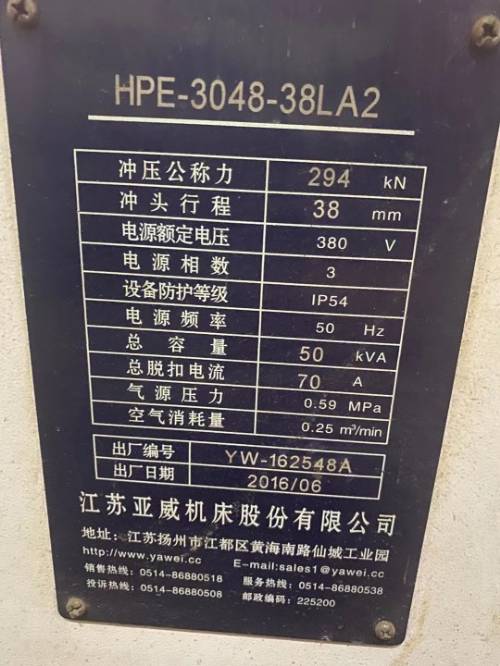 HPE-3048-38LA2
冲压公称力 294 kN
冲头行程 38 mm
电源额定电压 380 V
电源相数 3
设备防护等级 IP54
电源频率 50 Hz
总容量 50 kVA
总脱扣电流 70 A
气源压力 0.59 MPa
空气消耗量 0.25 m³/min
出厂编号 YW-162548A
出厂日期 2016/06
江苏亚威机床股份有限公司
地址：江苏扬州市江都区黄海南路仙城工业园
http://www.yawei.cc E-mail:sales1@yawei.cc
销售热线：0514-86880518 服务热线：0514-86880538
投诉热线：0514-86880508 邮政编码：225200